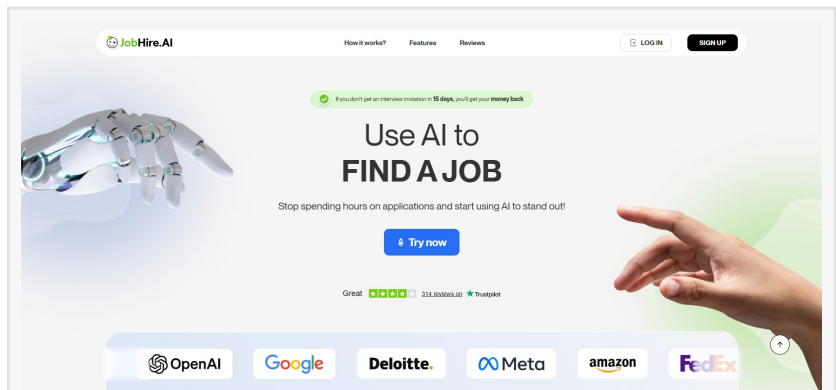 JobHire.AI
How it works?
Features
Reviews
LOG IN
SIGN UP
If you don't get an interview invitation in 15 days, you'll get your money back
Use AI to
FIND A JOB
Stop spending hours on applications and start using AI to stand out!
Try now
Great
314 reviews on
Trustpilot
OpenAI
Google
Deloitte.
Meta
amazon
FedEx